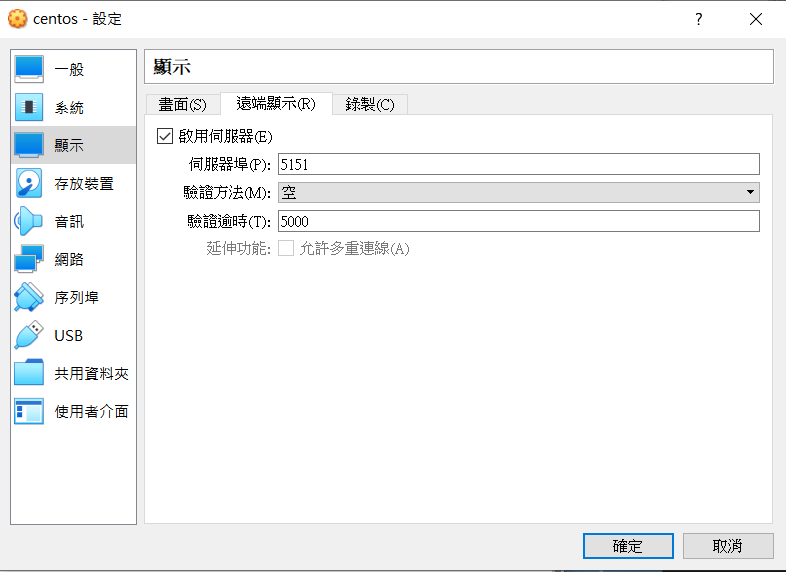 centos - 設定
?
顯示
一般
系統
顯示
存放裝置
音訊
網路
序列埠
USB
共用資料夾
使用者介面
畫面(S) 遠端顯示(R) 錄製(C)
啟用伺服器(E)
伺服器埠(P): 5151
驗證方法(M): 空
驗證逾時(T): 5000
延伸功能: 允許多重連線(A)
確定 取消